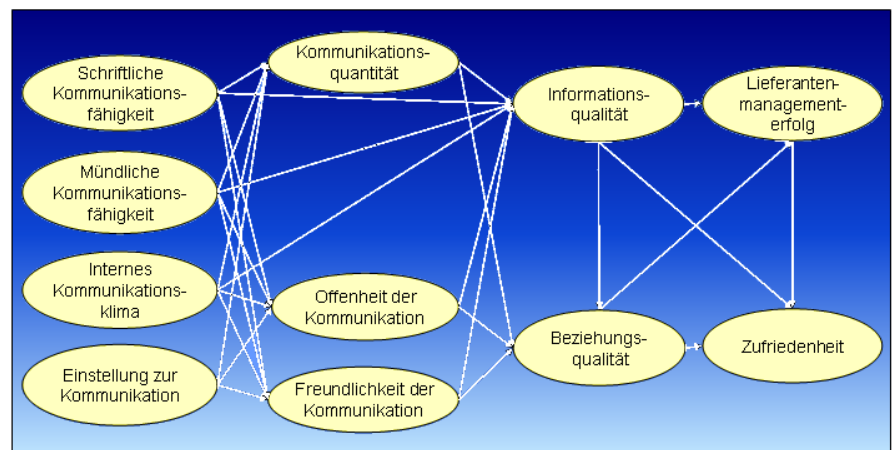 Schriftliche
Kommunikations-
fähigkeit
Mündliche
Kommunikations-
fähigkeit
Internes
Kommunikations-
klima
Einstellung zur
Kommunikation
Kommunikations-
quantität
Offenheit der
Kommunikation
Freundlichkeit der
Kommunikation
Informations-
qualität
Beziehungs-
qualität
Lieferanten-
management-
erfolg
Zufriedenheit